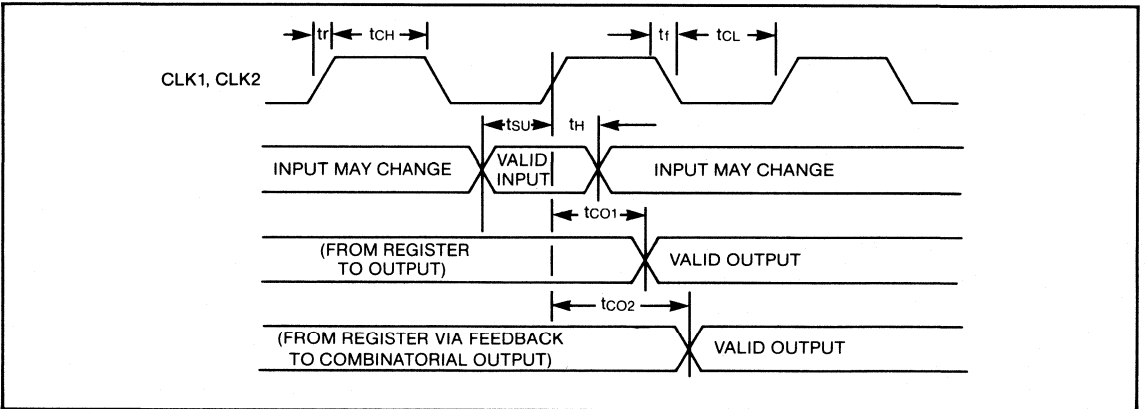 tr tCH tf tCL
CLK1, CLK2
tSU tH
INPUT MAY CHANGE
VALID
INPUT
INPUT MAY CHANGE
tCO1
(FROM REGISTER
TO OUTPUT)
VALID OUTPUT
tCO2
(FROM REGISTER VIA FEEDBACK
TO COMBINATORIAL OUTPUT)
VALID OUTPUT